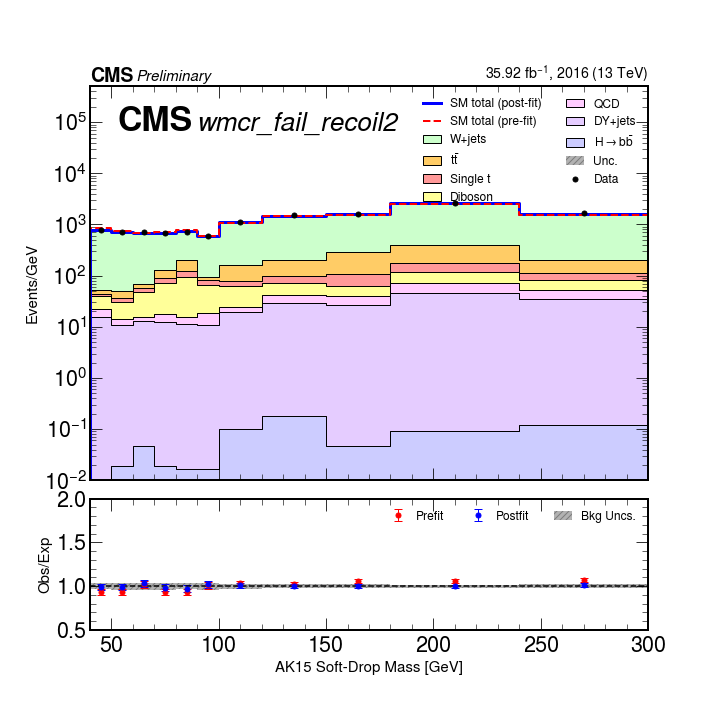 CMS Preliminary
35.92 fb⁻¹, 2016 (13 TeV)
CMS wmcr_fail_recoil2
SM total (post-fit)
SM total (pre-fit)
W+jets
tt̄
Single t
Diboson
QCD
DY+jets
H→bb̄
Unc.
Data
Events/GeV
10⁵
10⁴
10³
10²
10¹
10⁰
10⁻¹
10⁻²
Prefit
Postfit
Bkg Uncs.
Obs/Exp
2.0
1.5
1.0
0.5
50 100 150 200 250 300
AK15 Soft-Drop Mass [GeV]